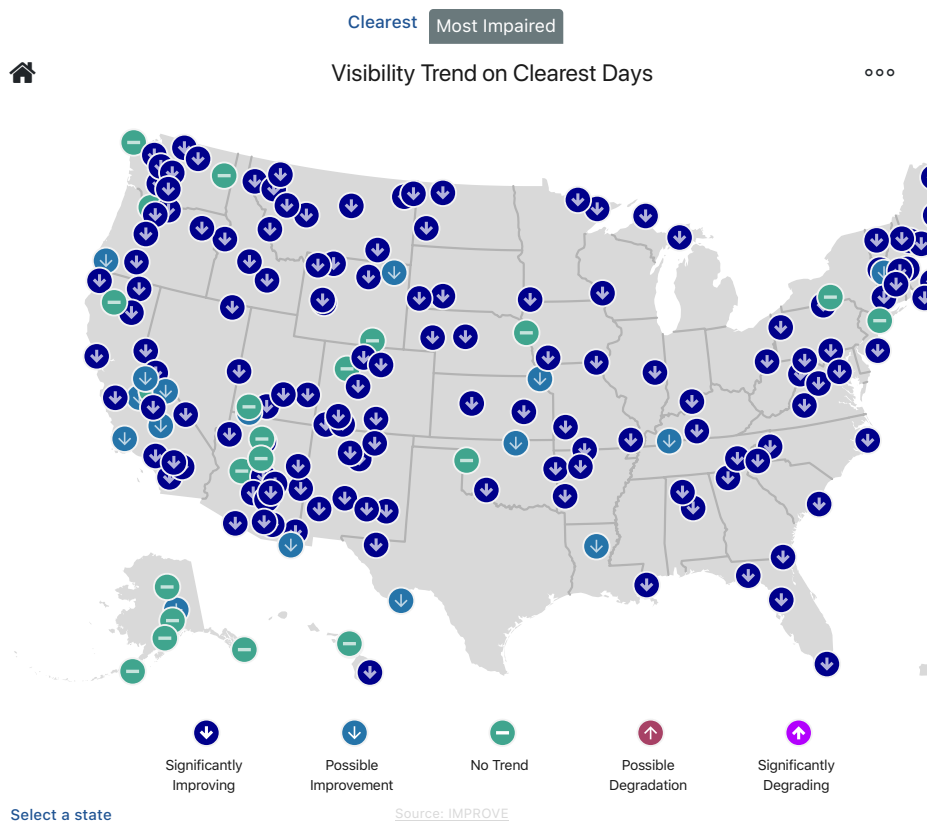 Clearest Most Impaired
Visibility Trend on Clearest Days
Significantly Improving
Possible Improvement
No Trend
Possible Degradation
Significantly Degrading
Select a state
Source: IMPROVE